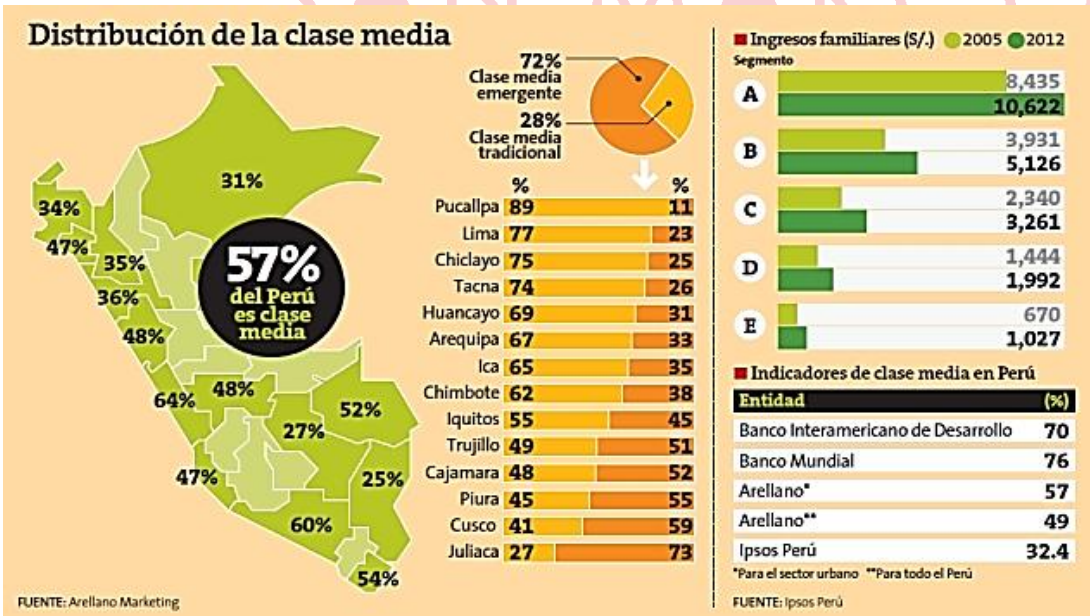 Distribución de la clase media
31%
34%
47%
35%
36%
48%
64%
48%
52%
27%
47%
25%
60%
54%
57%
del Perú
es clase
media
FUENTE: Arellano Marketing
72%
Clase media
emergente
28%
Clase media
tradicional
% %
Pucallpa 89 11
Lima 77 23
Chiclayo 75 25
Tacna 74 26
Huancayo 69 31
Arequipa 67 33
Ica 65 35
Chimbote 62 38
Iquitos 55 45
Trujillo 49 51
Cajamara 48 52
Piura 45 55
Cusco 41 59
Juliaca 27 73
Ingresos familiares (S/.) 2005 2012
Segmento
A 8,435
10,622
B 3,931
5,126
C 2,340
3,261
D 1,444
1,992
E 670
1,027
Indicadores de clase media en Perú
Entidad (%)
Banco Interamericano de Desarrollo 70
Banco Mundial 76
Arellano* 57
Arellano** 49
Ipsos Perú 32.4
*Para el sector urbano **Para todo el Perú
FUENTE: Ipsos Perú